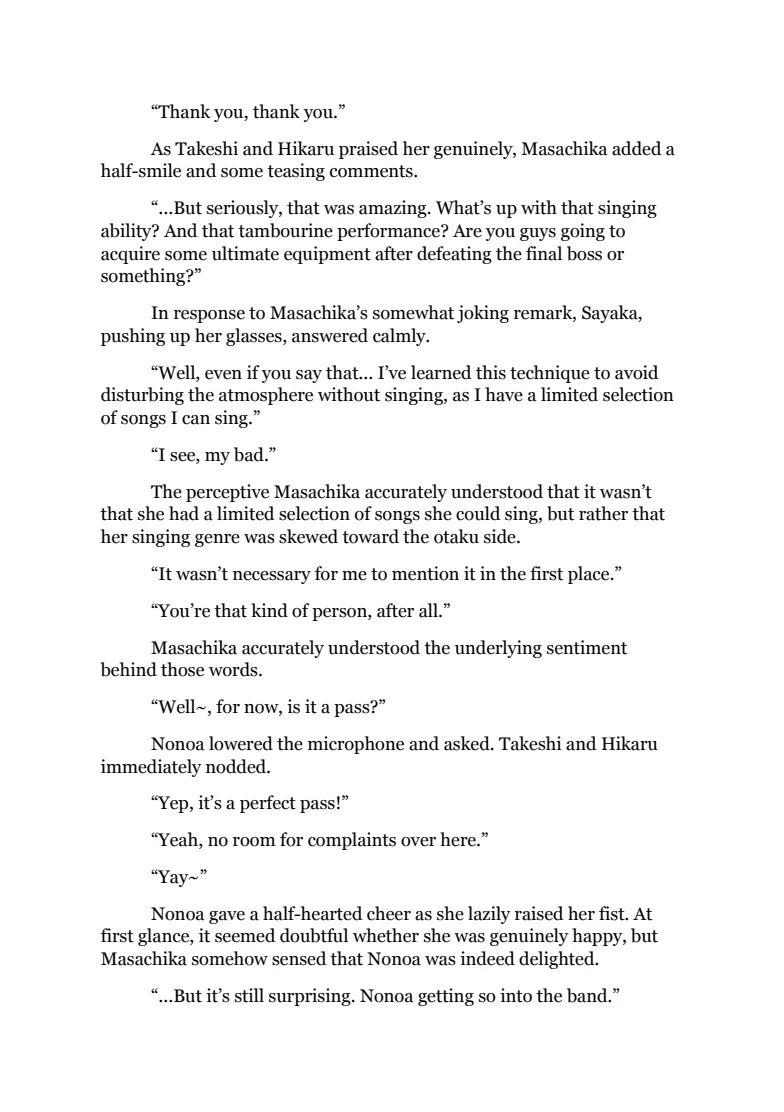 “Thank you, thank you.”
As Takeshi and Hikaru praised her genuinely, Masachika added a
half-smile and some teasing comments.
“...But seriously, that was amazing. What’s up with that singing
ability? And that tambourine performance? Are you guys going to
acquire some ultimate equipment after defeating the final boss or
something?”
In response to Masachika’s somewhat joking remark, Sayaka,
pushing up her glasses, answered calmly.
“Well, even if you say that... I’ve learned this technique to avoid
disturbing the atmosphere without singing, as I have a limited selection
of songs I can sing.”
“I see, my bad.”
The perceptive Masachika accurately understood that it wasn’t
that she had a limited selection of songs she could sing, but rather that
her singing genre was skewed toward the otaku side.
“It wasn’t necessary for me to mention it in the first place.”
“You’re that kind of person, after all.”
Masachika accurately understood the underlying sentiment
behind those words.
“Well~, for now, is it a pass?”
Nonoa lowered the microphone and asked. Takeshi and Hikaru
immediately nodded.
“Yep, it’s a perfect pass!”
“Yeah, no room for complaints over here.”
“Yay~”
Nonoa gave a half-hearted cheer as she lazily raised her fist. At
first glance, it seemed doubtful whether she was genuinely happy, but
Masachika somehow sensed that Nonoa was indeed delighted.
“...But it’s still surprising. Nonoa getting so into the band.”